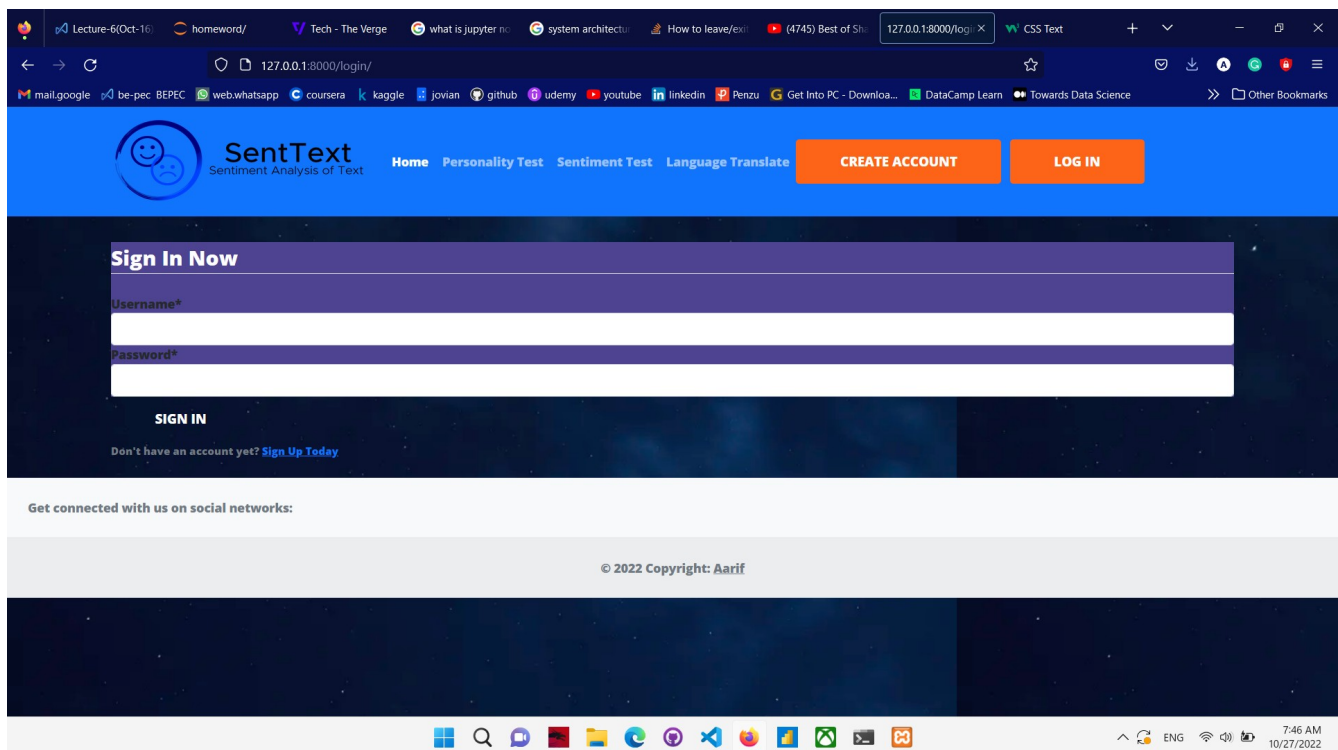 Lecture-6(Oct-16)
homeword/
Tech - The Verge
what is jupyter no
system architectu
How to leave/exi
(4745) Best of Sha
127.0.0.1:8000/logi
CSS Text
127.0.0.1:8000/login/
mail.google
be-pec BEPEC
web.whatsapp
coursera
kaggle
jovian
github
udemy
youtube
linkedin
Penzu
Get Into PC - Downloa...
DataCamp Learn
Towards Data Science
Other Bookmarks
SentText
Sentiment Analysis of Text
Home Personality Test Sentiment Test Language Translate
CREATE ACCOUNT
LOG IN
Sign In Now
Username*
Password*
SIGN IN
Don't have an account yet? Sign Up Today
Get connected with us on social networks:
© 2022 Copyright: Aarif
ENG
7:46 AM
10/27/2022